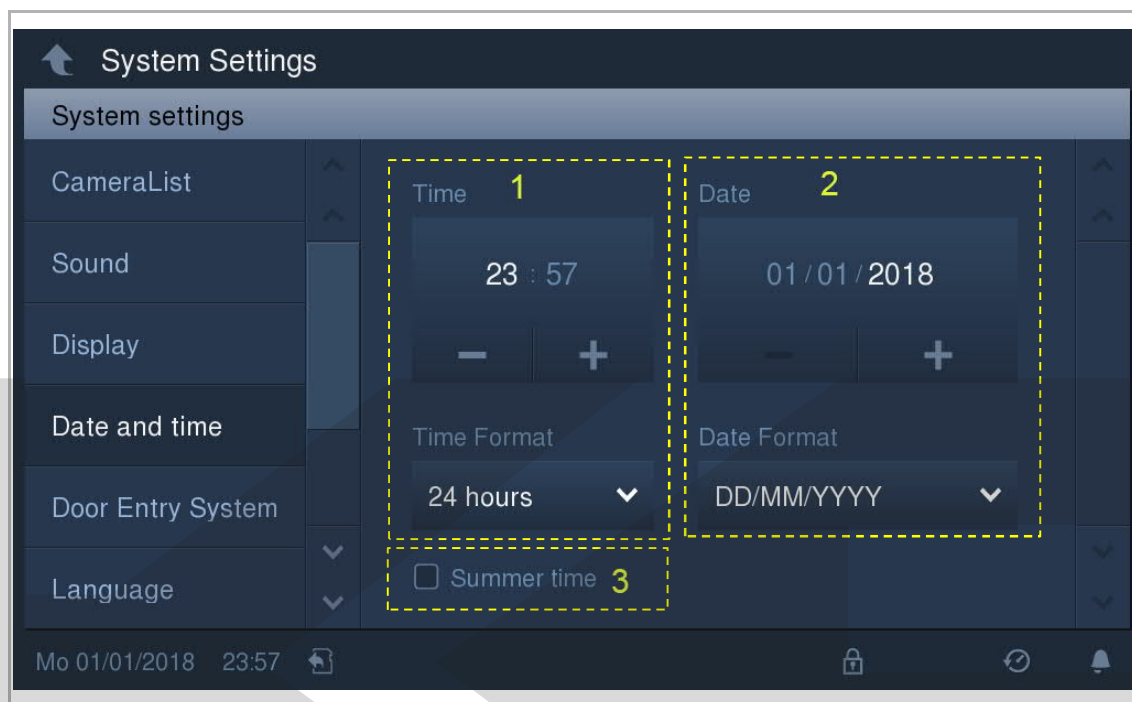 System Settings
System settings
CameraList
Sound
Display
Date and time
Door Entry System
Language
Time 1
23 : 57
− +
Time Format
24 hours
Summer time 3
Date 2
01 / 01 / 2018
− +
Date Format
DD/MM/YYYY
Mo 01/01/2018 23:57